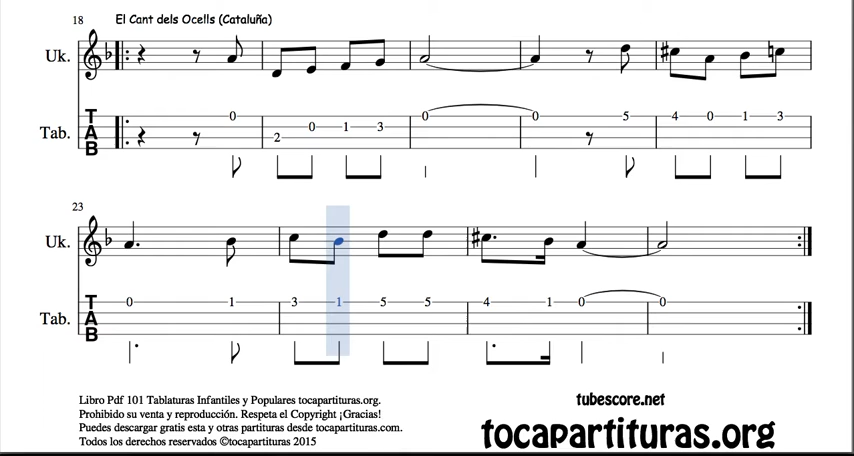 18 El Cant dels Ocells (Cataluña)
Uk.
Tab. T A B 0 2 0 1 3 0 0 5 4 0 1 3
23
Uk.
Tab. T A B 0 1 3 1 5 5 4 1 0 0
Libro Pdf 101 Tablaturas Infantiles y Populares tocapartituras.org.
Prohibido su venta y reproducción. Respeta el Copyright ¡Gracias!
Puedes descargar gratis esta y otras partituras desde tocapartituras.com.
Todos los derechos reservados ©tocapartituras 2015
tubescore.net
tocapartituras.org